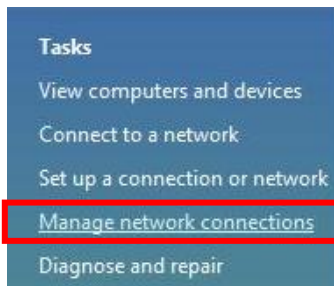 Tasks
View computers and devices
Connect to a network
Set up a connection or network
Manage network connections
Diagnose and repair